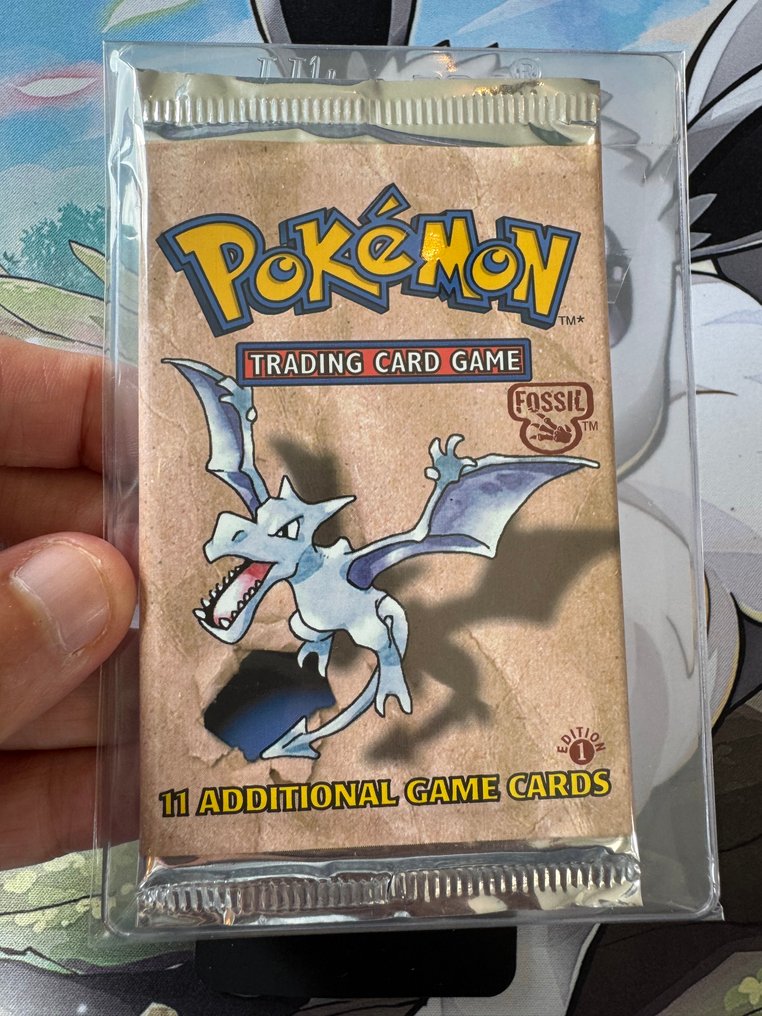 POKéMON
TM*
TRADING CARD GAME
FOSSIL
TM
EDITION
1
11 ADDITIONAL GAME CARDS